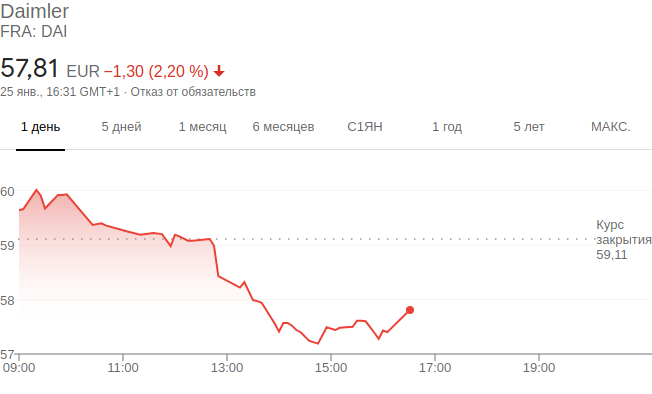 Daimler
FRA: DAI
57,81 EUR −1,30 (2,20 %)
25 янв., 16:31 GMT+1 · Отказ от обязательств
1 день 5 дней 1 месяц 6 месяцев С1ЯН 1 год 5 лет МАКС.
60
59
58
57
Курс
закрытия
59,11
09:00 11:00 13:00 15:00 17:00 19:00